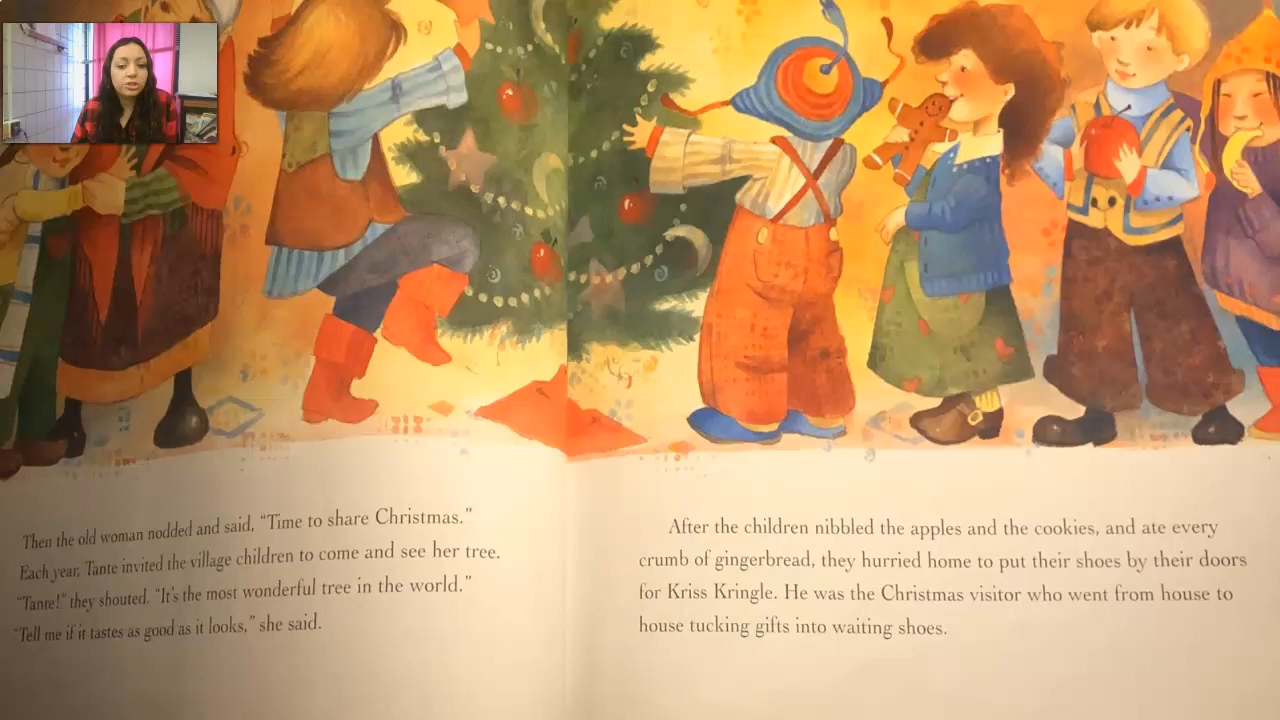 Then the old woman nodded and said, “Time to share Christmas.”
Each year, Tante invited the village children to come and see her tree.
“Tante!” they shouted. “It’s the most wonderful tree in the world.”
“Tell me if it tastes as good as it looks,” she said.
After the children nibbled the apples and the cookies, and ate every
crumb of gingerbread, they hurried home to put their shoes by their doors
for Kriss Kringle. He was the Christmas visitor who went from house to
house tucking gifts into waiting shoes.